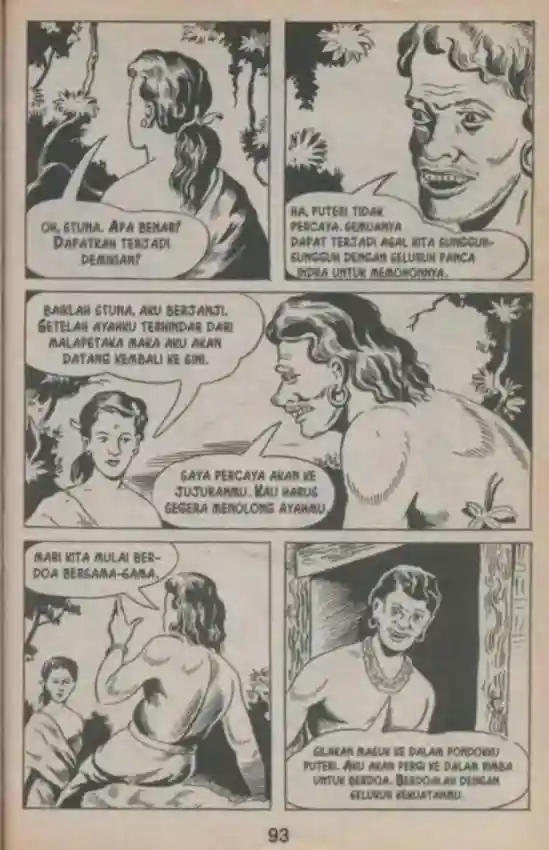 OH, STUNA. APA BENAR?
DAPATKAH TERJADI
DEMIKIAN?
HA, PUTERI TIDAK
PERCAYA. SEMUANYA
DAPAT TERJADI ASAL KITA SUNGGUH-
SUNGGUH DENGAN SELURUH PANCA
INDRA UNTUK MEMOHONNYA.
BAIKLAH STUNA, AKU BERJANJI.
SETELAH AYAHKU TERHINDAR DARI
MALAPETAKA MAKA AKU AKAN
DATANG KEMBALI KE SINI.
SAYA PERCAYA AKAN KE
JUJURANMU. KAU HARUS
SEGERA MENOLONG AYAHMU.
MARI KITA MULAI BER-
DOA BERSAMA-SAMA.
SILAKAN MASUK KE DALAM PONDOKKU
PUTERI. AKU AKAN PERGI KE DALAM RIMBA
UNTUK BERDOA. BERDOALAH DENGAN
SELURUH KEKUATANMU.
93